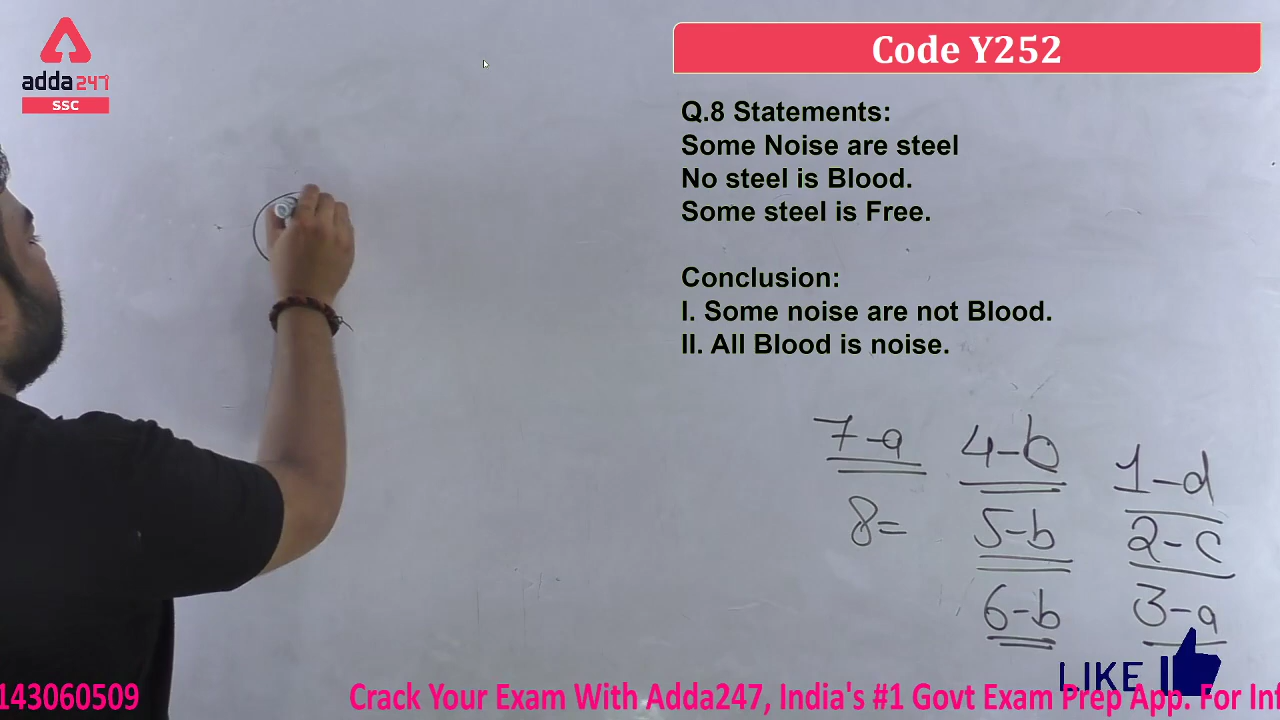 adda247
SSC
Code Y252
Q.8 Statements:
Some Noise are steel
No steel is Blood.
Some steel is Free.
Conclusion:
I. Some noise are not Blood.
II. All Blood is noise.
7-a
4-b
1-d
8=
5-b
2-c
6-b
3-a
LIKE
143060509
Crack Your Exam With Adda247, India's #1 Govt Exam Prep App. For Inf